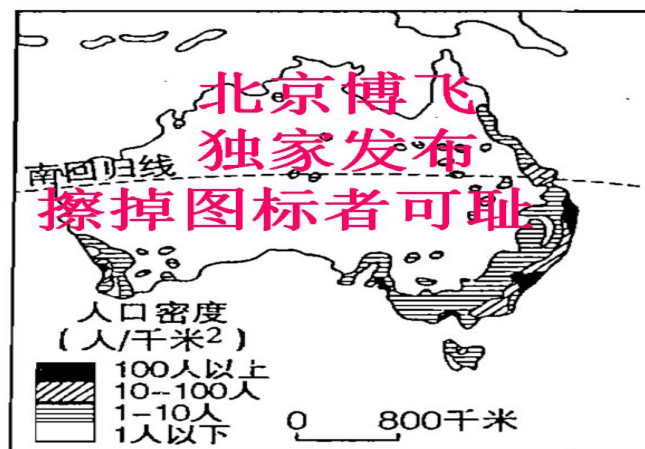 北京博飞
独家发布
南回归线
擦掉图标者可耻
人口密度
(人/千米2)
100人以上
10--100人
1-10人
1人以下
0 800千米